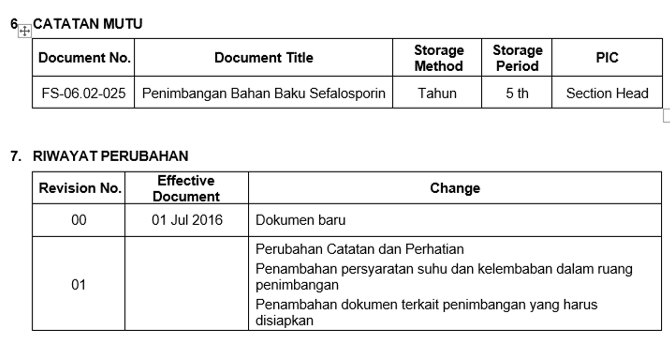 6. CATATAN MUTU
Document No. Document Title Storage Method Storage Period PIC
FS-06.02-025 Penimbangan Bahan Baku Sefalosporin Tahun 5 th Section Head
7. RIWAYAT PERUBAHAN
Revision No. Effective Document Change
00 01 Jul 2016 Dokumen baru
01 Perubahan Catatan dan Perhatian
Penambahan persyaratan suhu dan kelembaban dalam ruang
penimbangan
Penambahan dokumen terkait penimbangan yang harus
disiapkan